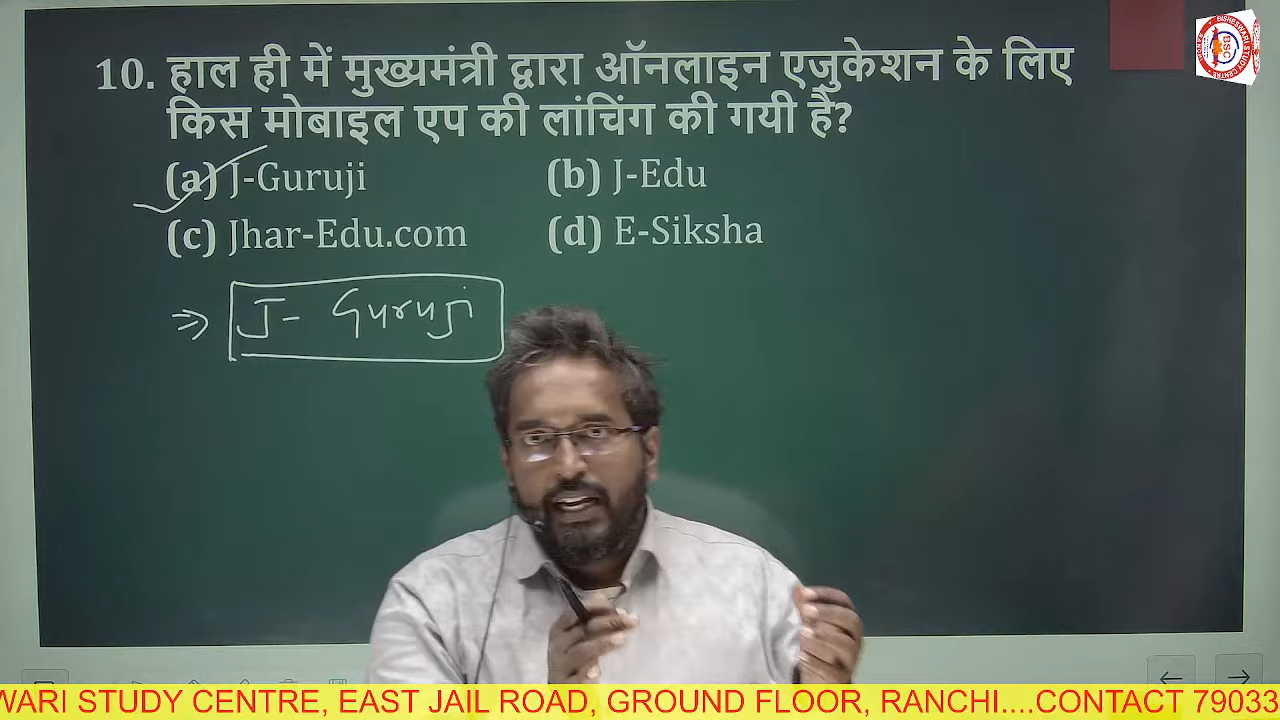 10. हाल ही में मुख्यमंत्री द्वारा ऑनलाइन एजुकेशन के लिए
किस मोबाइल एप की लांचिंग की गयी है?
(a) J-Guruji (b) J-Edu
(c) Jhar-Edu.com (d) E-Siksha
⇒ J- Guruji
BSC
WARI STUDY CENTRE, EAST JAIL ROAD, GROUND FLOOR, RANCHI....CONTACT 79033